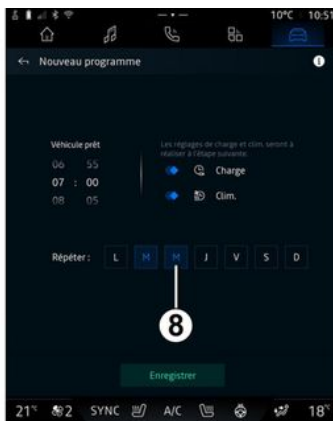 10°C 10:51
Nouveau programme
Véhicule prêt
06 55
07 : 00
08 05
Les réglages de charge et clim. seront à
réaliser à l'étape suivante.
Charge
Clim.
Répéter : L M M J V S D
8
Enregistrer
21°C 2 SYNC A/C 18°C